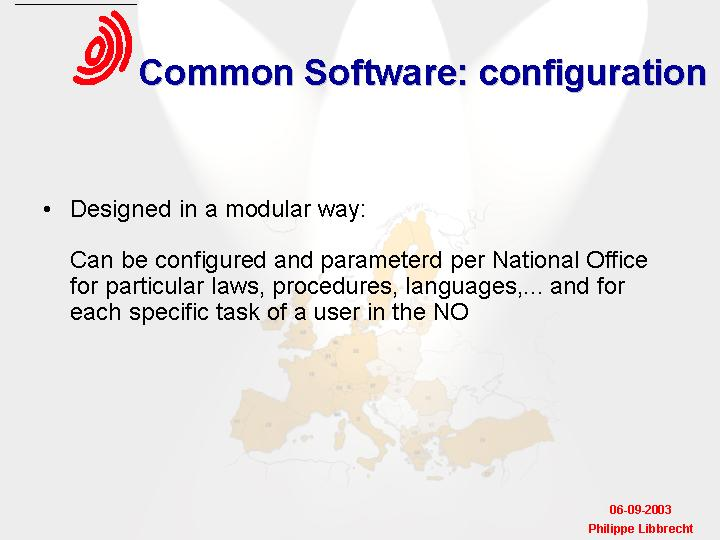 Common Software: configuration
• Designed in a modular way:
Can be configured and parameterd per National Office
for particular laws, procedures, languages,... and for
each specific task of a user in the NO
06-09-2003
Philippe Libbrecht